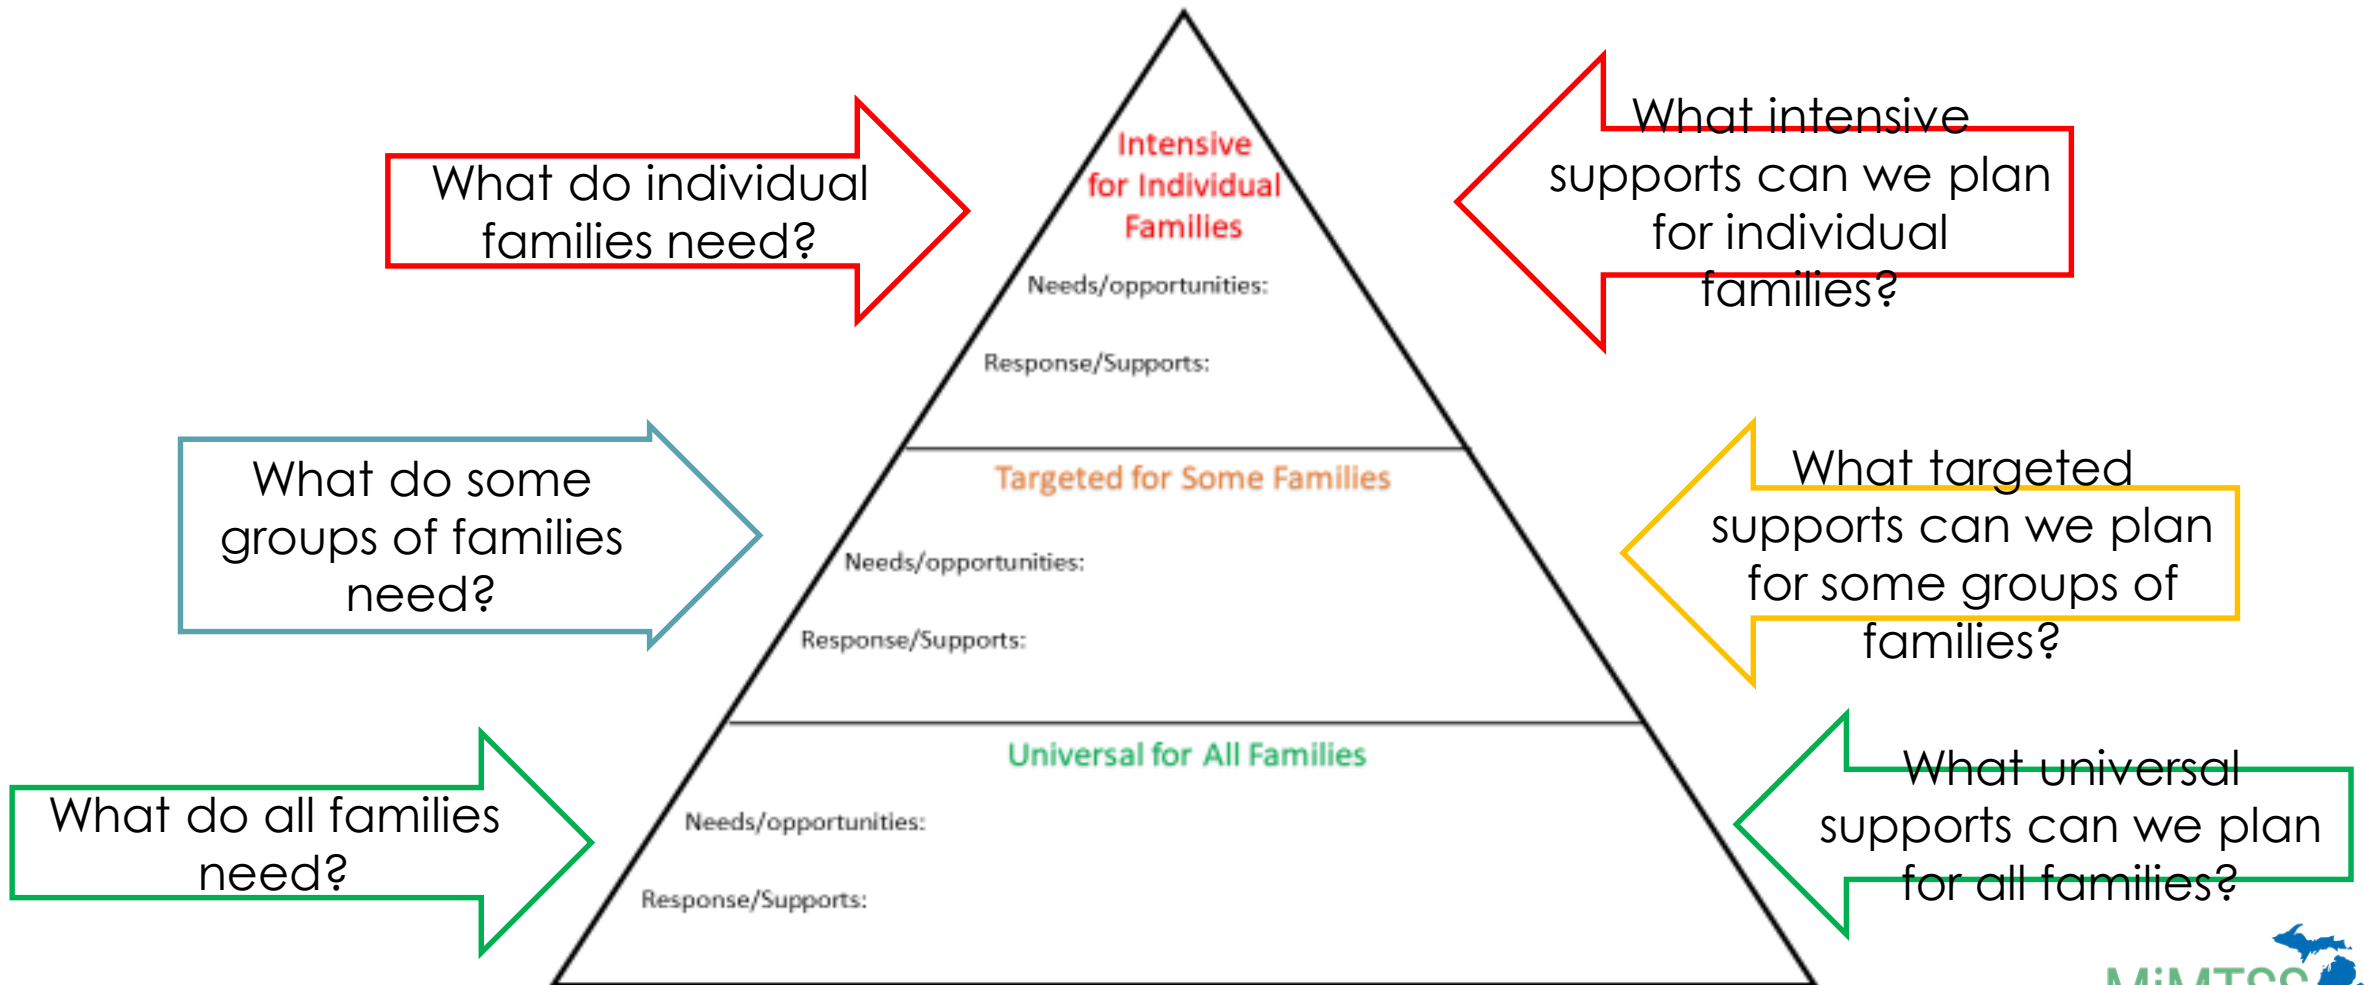 What do individual
families need?
Intensive
for Individual
Families
Needs/opportunities:
Response/Supports:
What intensive
supports can we plan
for individual
families?
What do some
groups of families
need?
Targeted for Some Families
Needs/opportunities:
Response/Supports:
What targeted
supports can we plan
for some groups of
families?
What do all families
need?
Universal for All Families
Needs/opportunities:
Response/Supports:
What universal
supports can we plan
for all families?
MiMTSS